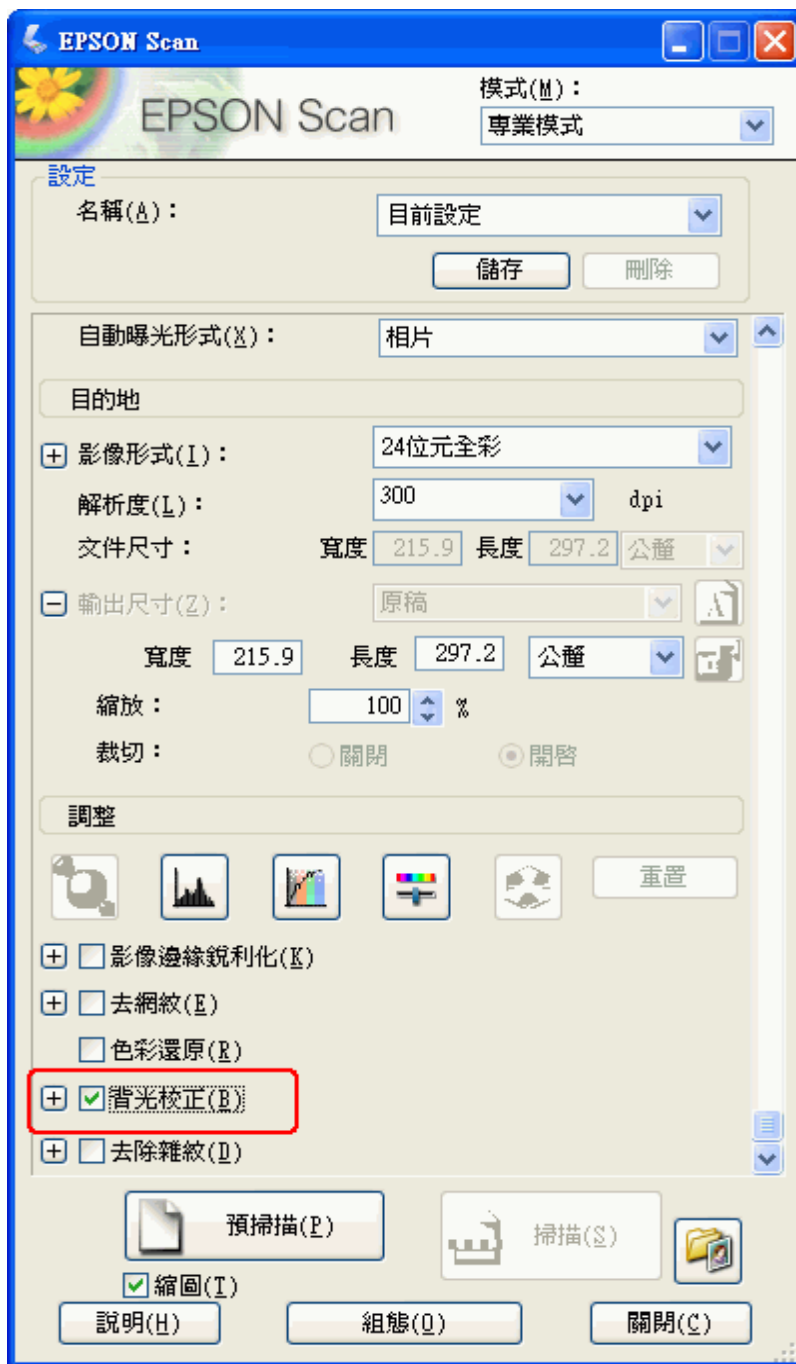 EPSON Scan
EPSON Scan
模式(M)：
專業模式
設定
名稱(A)：
目前設定
儲存
刪除
自動曝光形式(X)：
相片
目的地
影像形式(I)：
24位元全彩
解析度(L)：
300
dpi
文件尺寸：
寬度 215.9 長度 297.2 公釐
輸出尺寸(Z)：
原稿
寬度 215.9 長度 297.2 公釐
縮放：
100 %
裁切：
關閉
開啓
調整
重置
影像邊緣銳利化(K)
去網紋(E)
色彩還原(R)
背光校正(B)
去除雜紋(D)
預掃描(P)
掃描(S)
縮圖(T)
說明(H)
組態(O)
關閉(C)